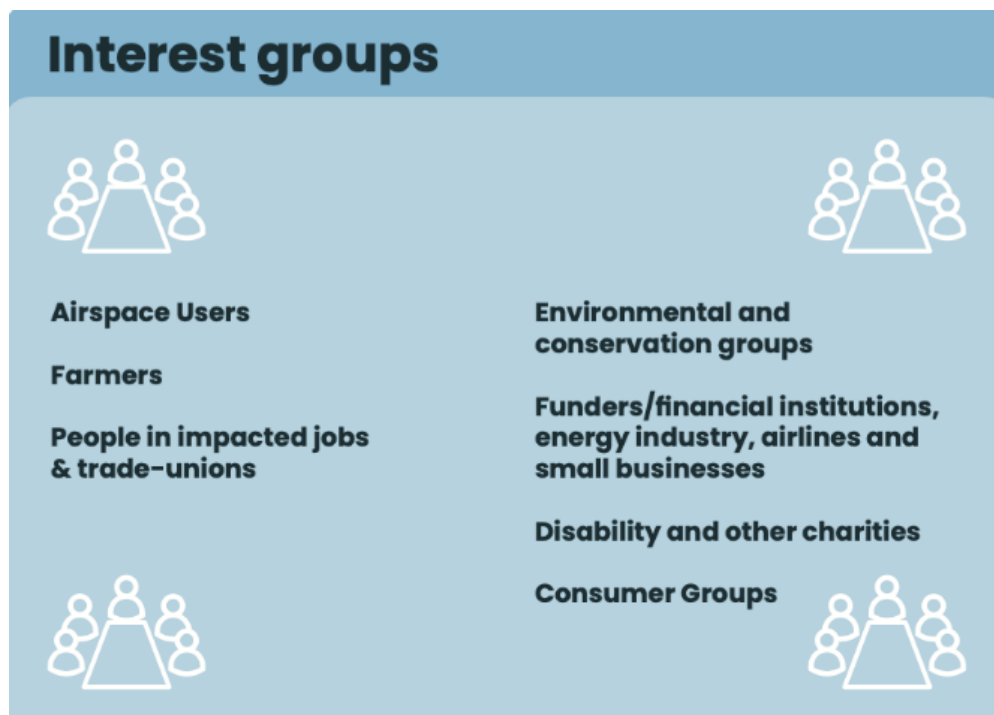 Interest groups
Airspace Users
Farmers
People in impacted jobs
& trade-unions
Environmental and
conservation groups
Funders/financial institutions,
energy industry, airlines and
small businesses
Disability and other charities
Consumer Groups